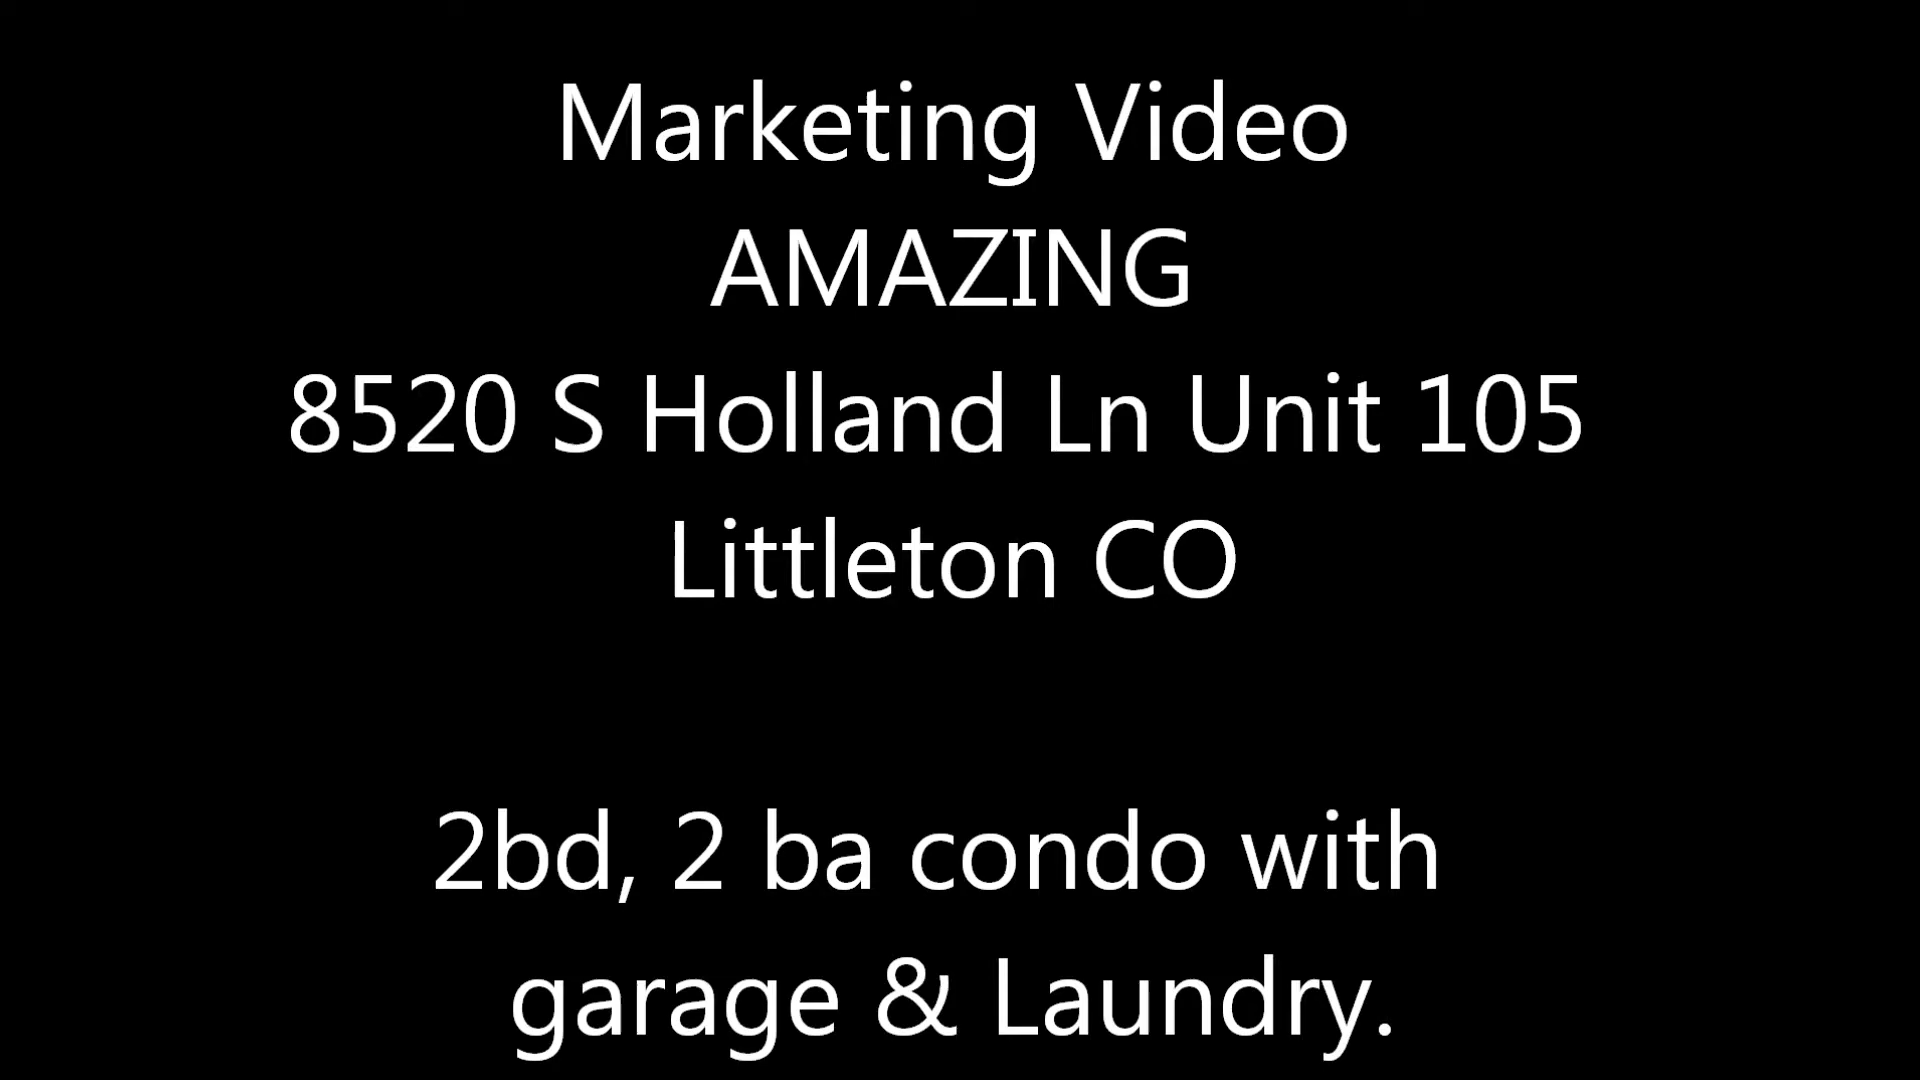 Marketing Video
AMAZING
8520 S Holland Ln Unit 105
Littleton CO
2bd, 2 ba condo with
garage & Laundry.